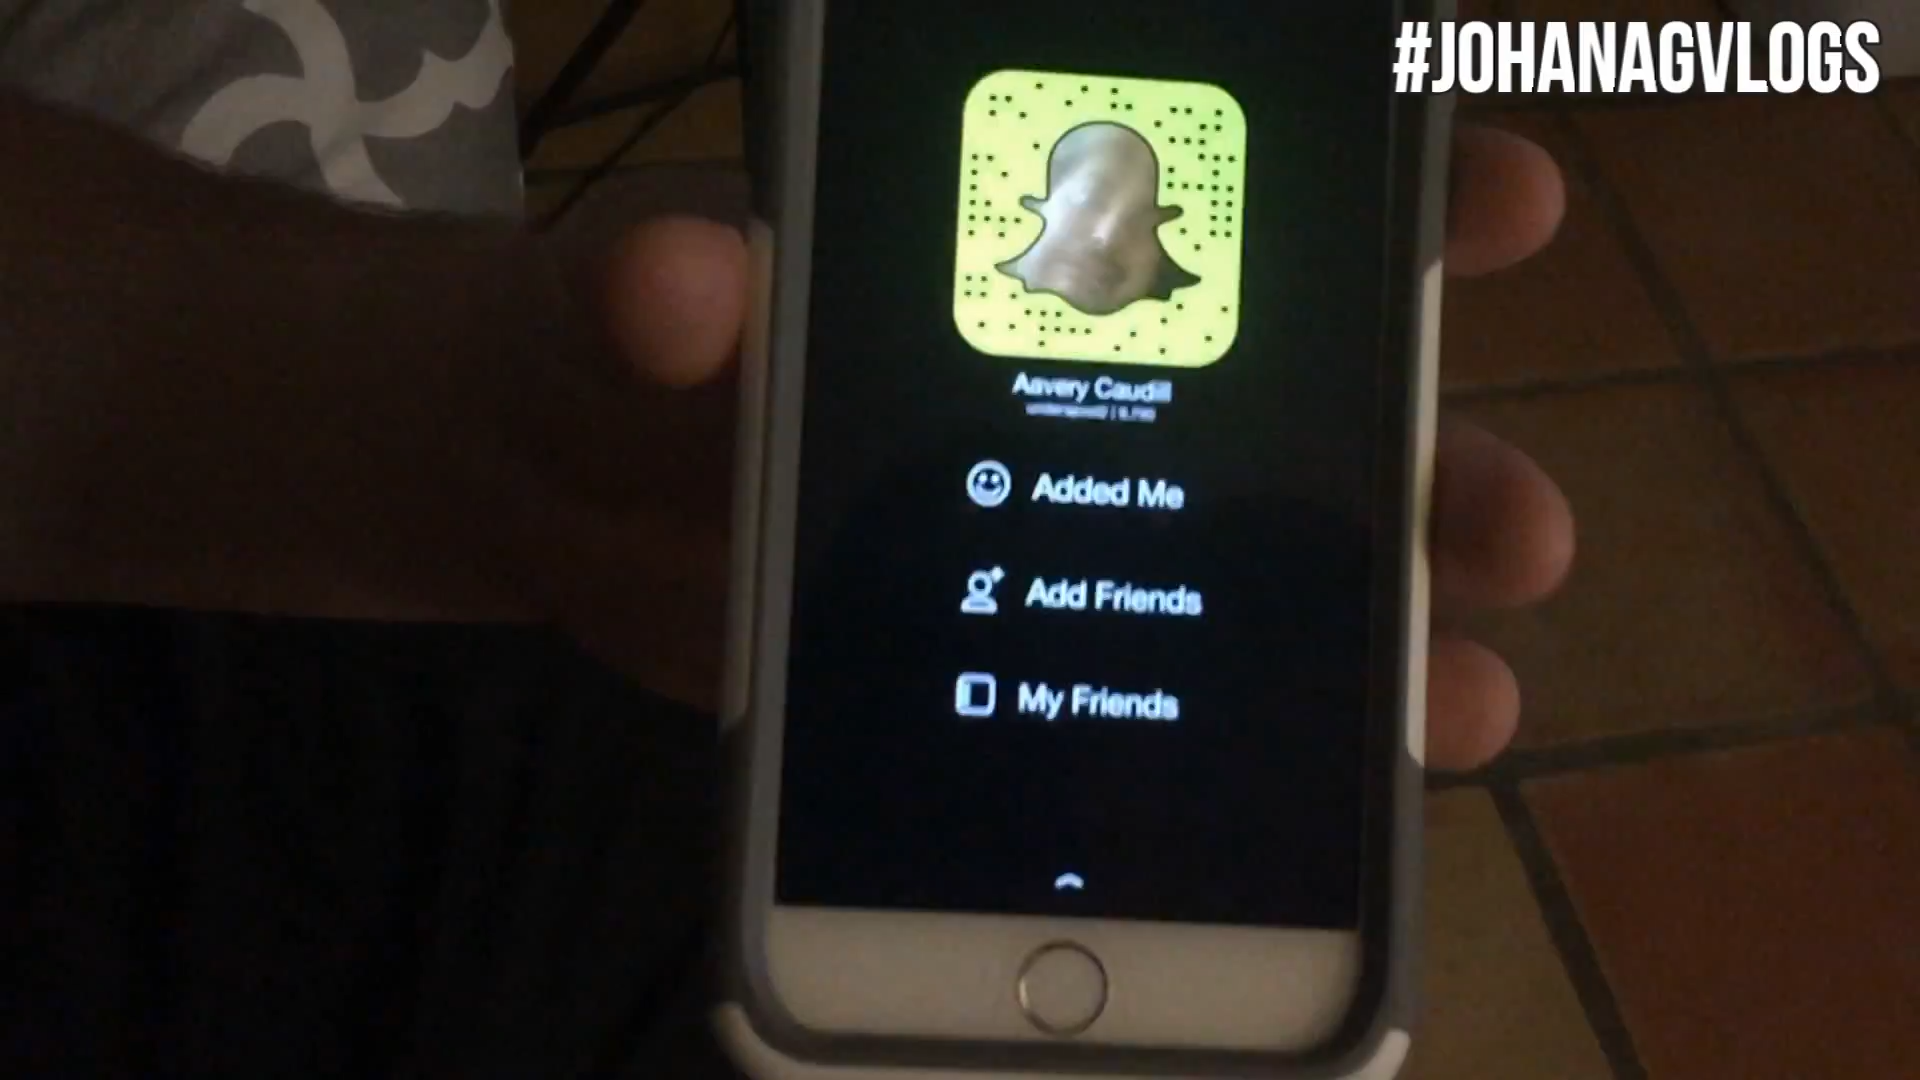 #JOHANAGVLOGS
Aavery Caudill
Added Me
Add Friends
My Friends